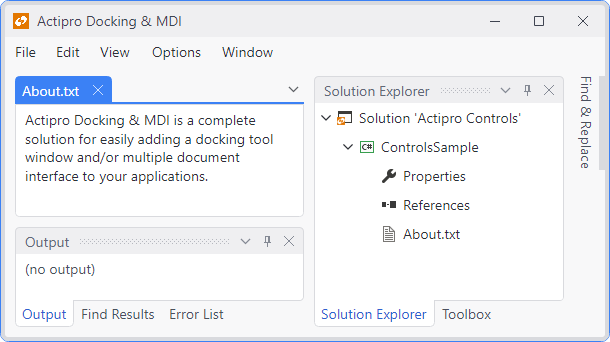 Actipro Docking & MDI
File Edit View Options Window
About.txt
Actipro Docking & MDI is a complete
solution for easily adding a docking tool
window and/or multiple document
interface to your applications.
Output
(no output)
Output Find Results Error List
Solution Explorer
Solution 'Actipro Controls'
C#
ControlsSample
Properties
References
About.txt
Solution Explorer Toolbox
Find & Replace